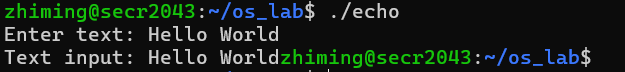 zhiming@secr2043:~/os_lab$ ./echo
Enter text: Hello World
Text input: Hello Worldzhiming@secr2043:~/os_lab$